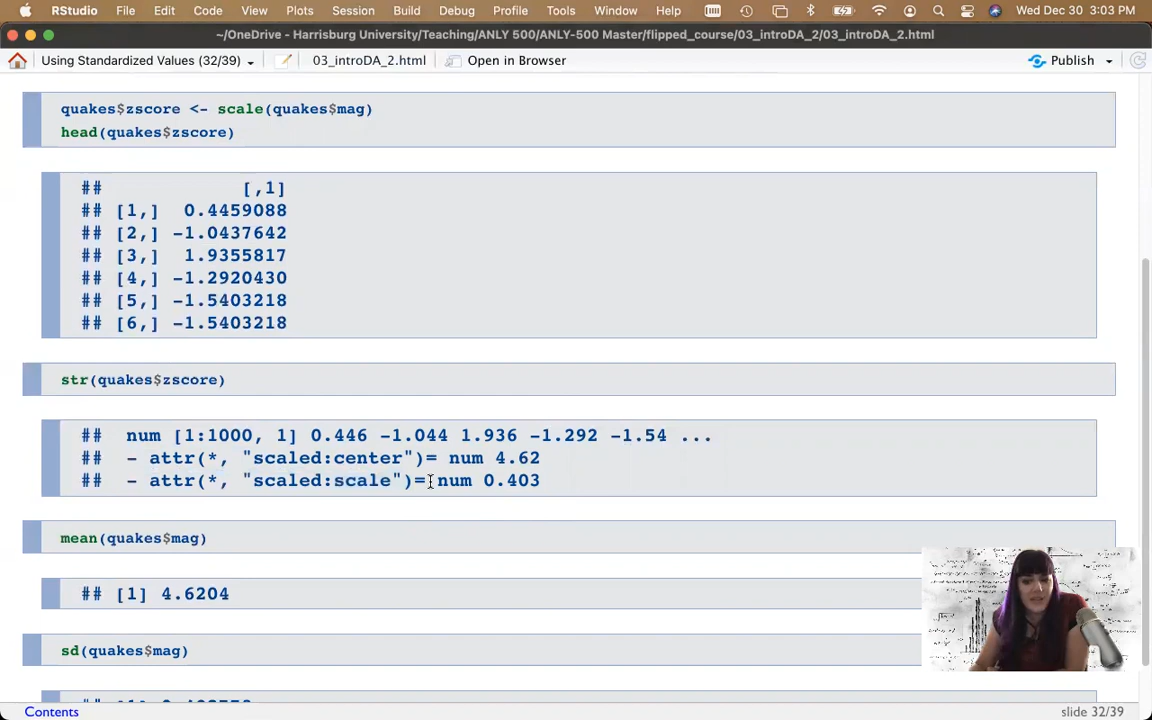 RStudio File Edit Code View Plots Session Build Debug Profile Tools Window Help Wed Dec 30 3:03 PM
~/OneDrive - Harrisburg University/Teaching/ANLY 500/ANLY-500 Master/flipped_course/03_introDA_2/03_introDA_2.html
Using Standardized Values (32/39) 03_introDA_2.html Open in Browser Publish
quakes$zscore <- scale(quakes$mag)
head(quakes$zscore)
## [,1]
## [1,] 0.4459088
## [2,] -1.0437642
## [3,] 1.9355817
## [4,] -1.2920430
## [5,] -1.5403218
## [6,] -1.5403218
str(quakes$zscore)
## num [1:1000, 1] 0.446 -1.044 1.936 -1.292 -1.54 ...
## - attr(*, "scaled:center")= num 4.62
## - attr(*, "scaled:scale")= num 0.403
mean(quakes$mag)
## [1] 4.6204
sd(quakes$mag)
Contents slide 32/39